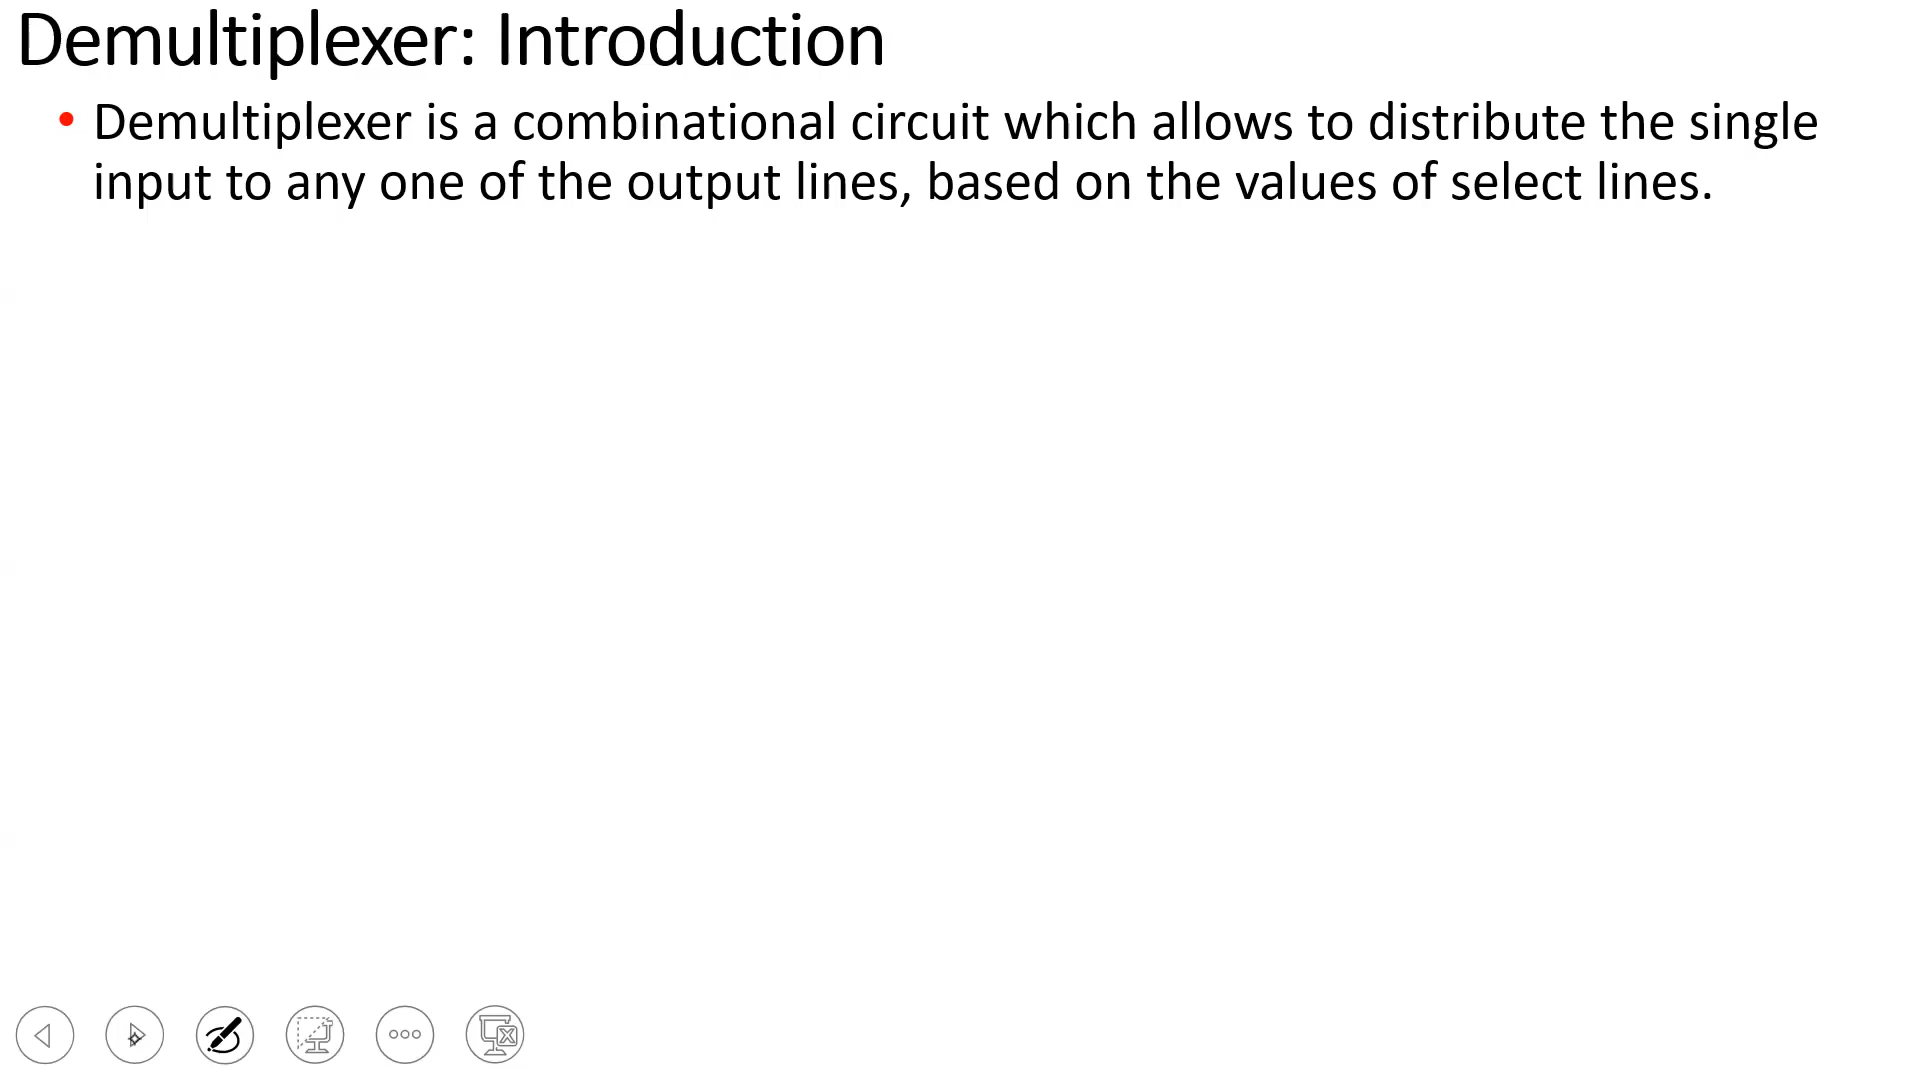 Demultiplexer: Introduction
• Demultiplexer is a combinational circuit which allows to distribute the single
input to any one of the output lines, based on the values of select lines.